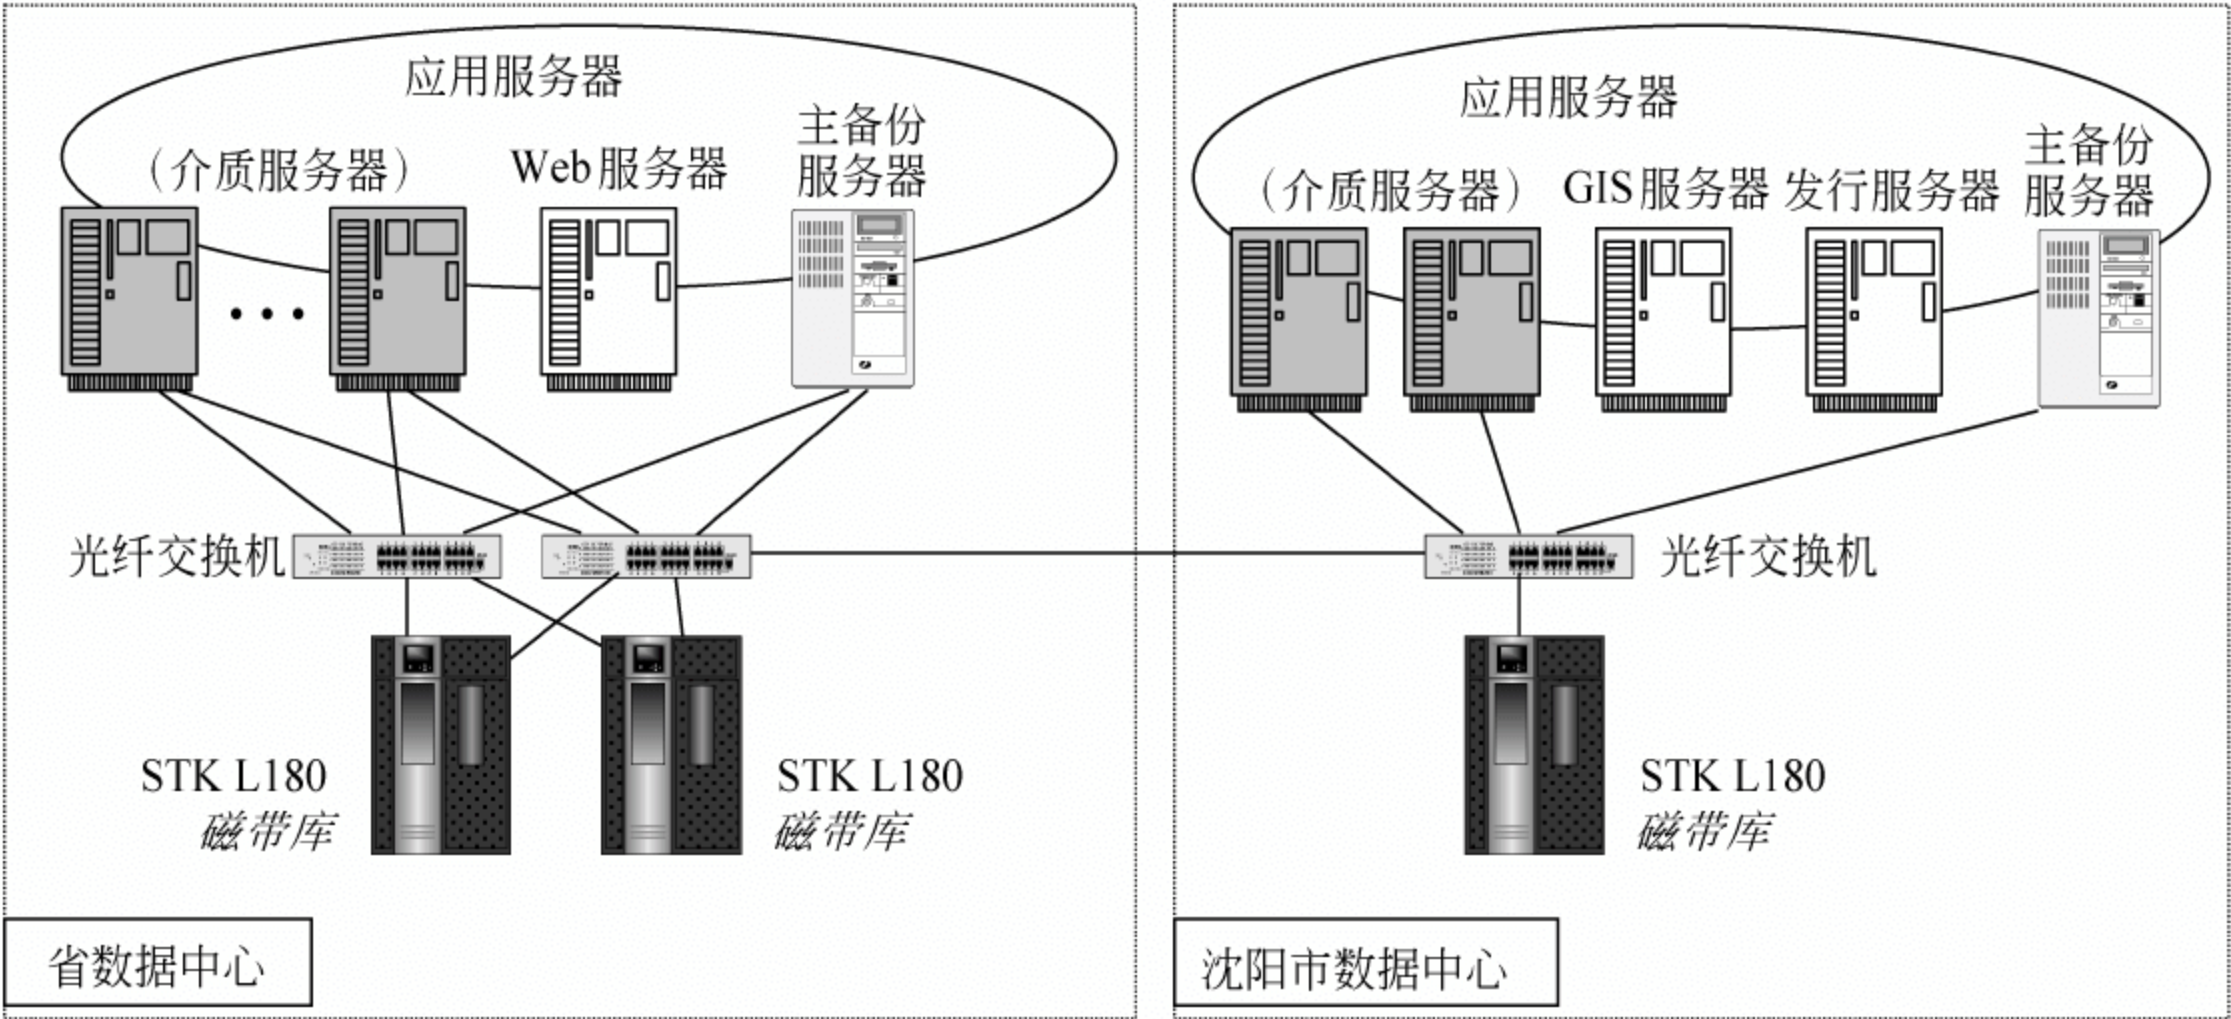 应用服务器
(介质服务器)
Web服务器
主备份
服务器
光纤交换机
STK L180
磁带库
STK L180
磁带库
省数据中心
应用服务器
(介质服务器)
GIS服务器
发行服务器
主备份
服务器
光纤交换机
STK L180
磁带库
沈阳市数据中心